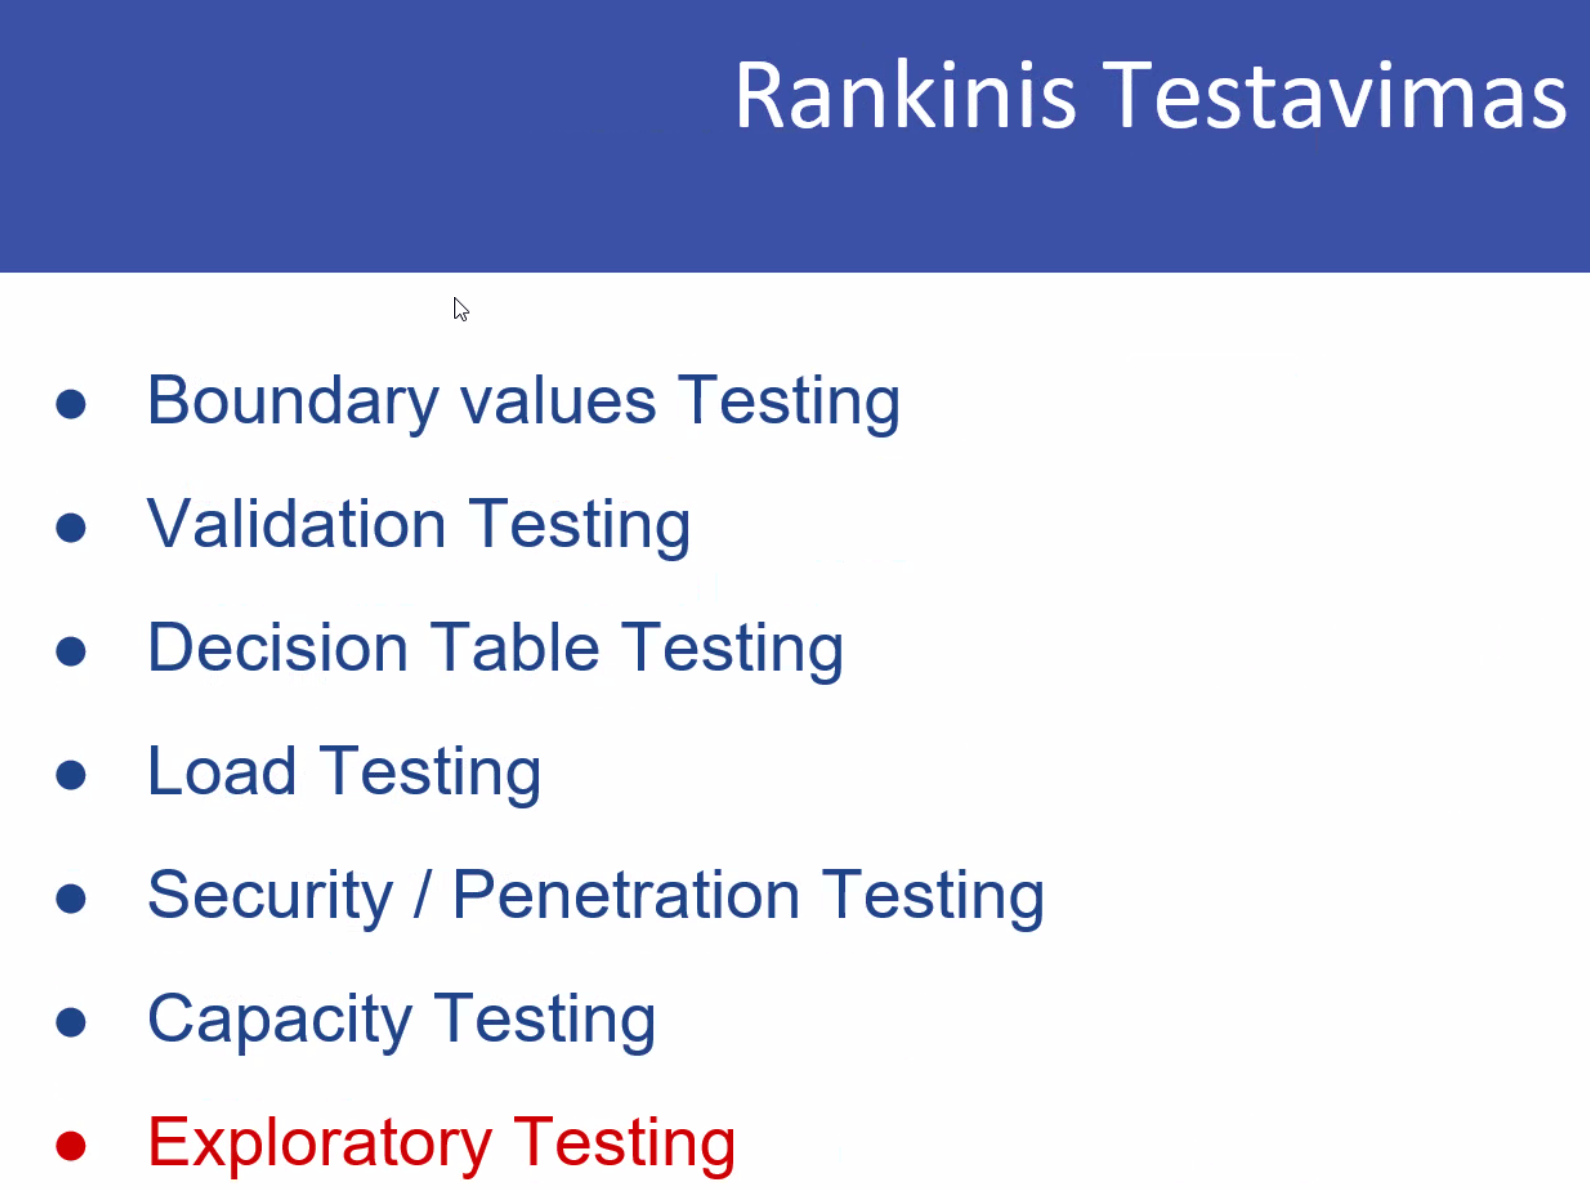 Rankinis Testavimas
● Boundary values Testing
● Validation Testing
● Decision Table Testing
● Load Testing
● Security / Penetration Testing
● Capacity Testing
● Exploratory Testing